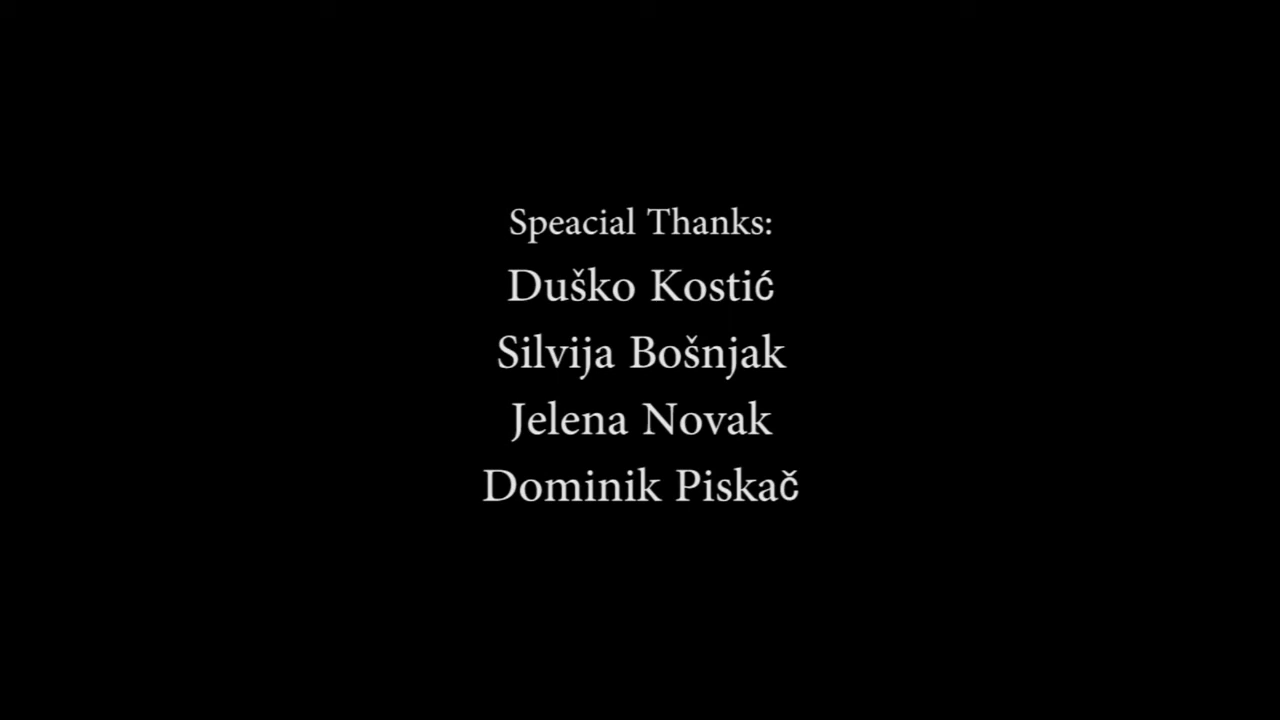 Speacial Thanks:
Duško Kostić
Silvija Bošnjak
Jelena Novak
Dominik Piskač